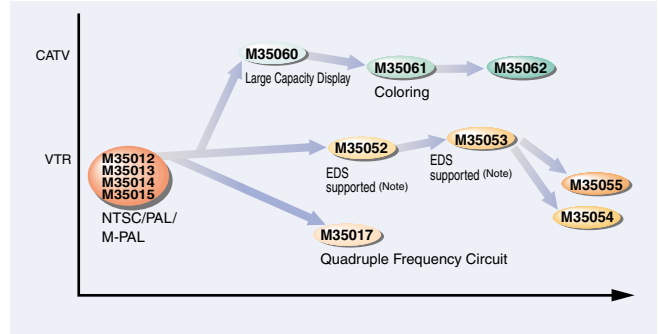 CATV
M35060
Large Capacity Display
M35061
Coloring
M35062
VTR
M35012
M35013
M35014
M35015
NTSC/PAL/
M-PAL
M35052
EDS
supported (Note)
M35053
EDS
supported (Note)
M35055
M35054
M35017
Quadruple Frequency Circuit